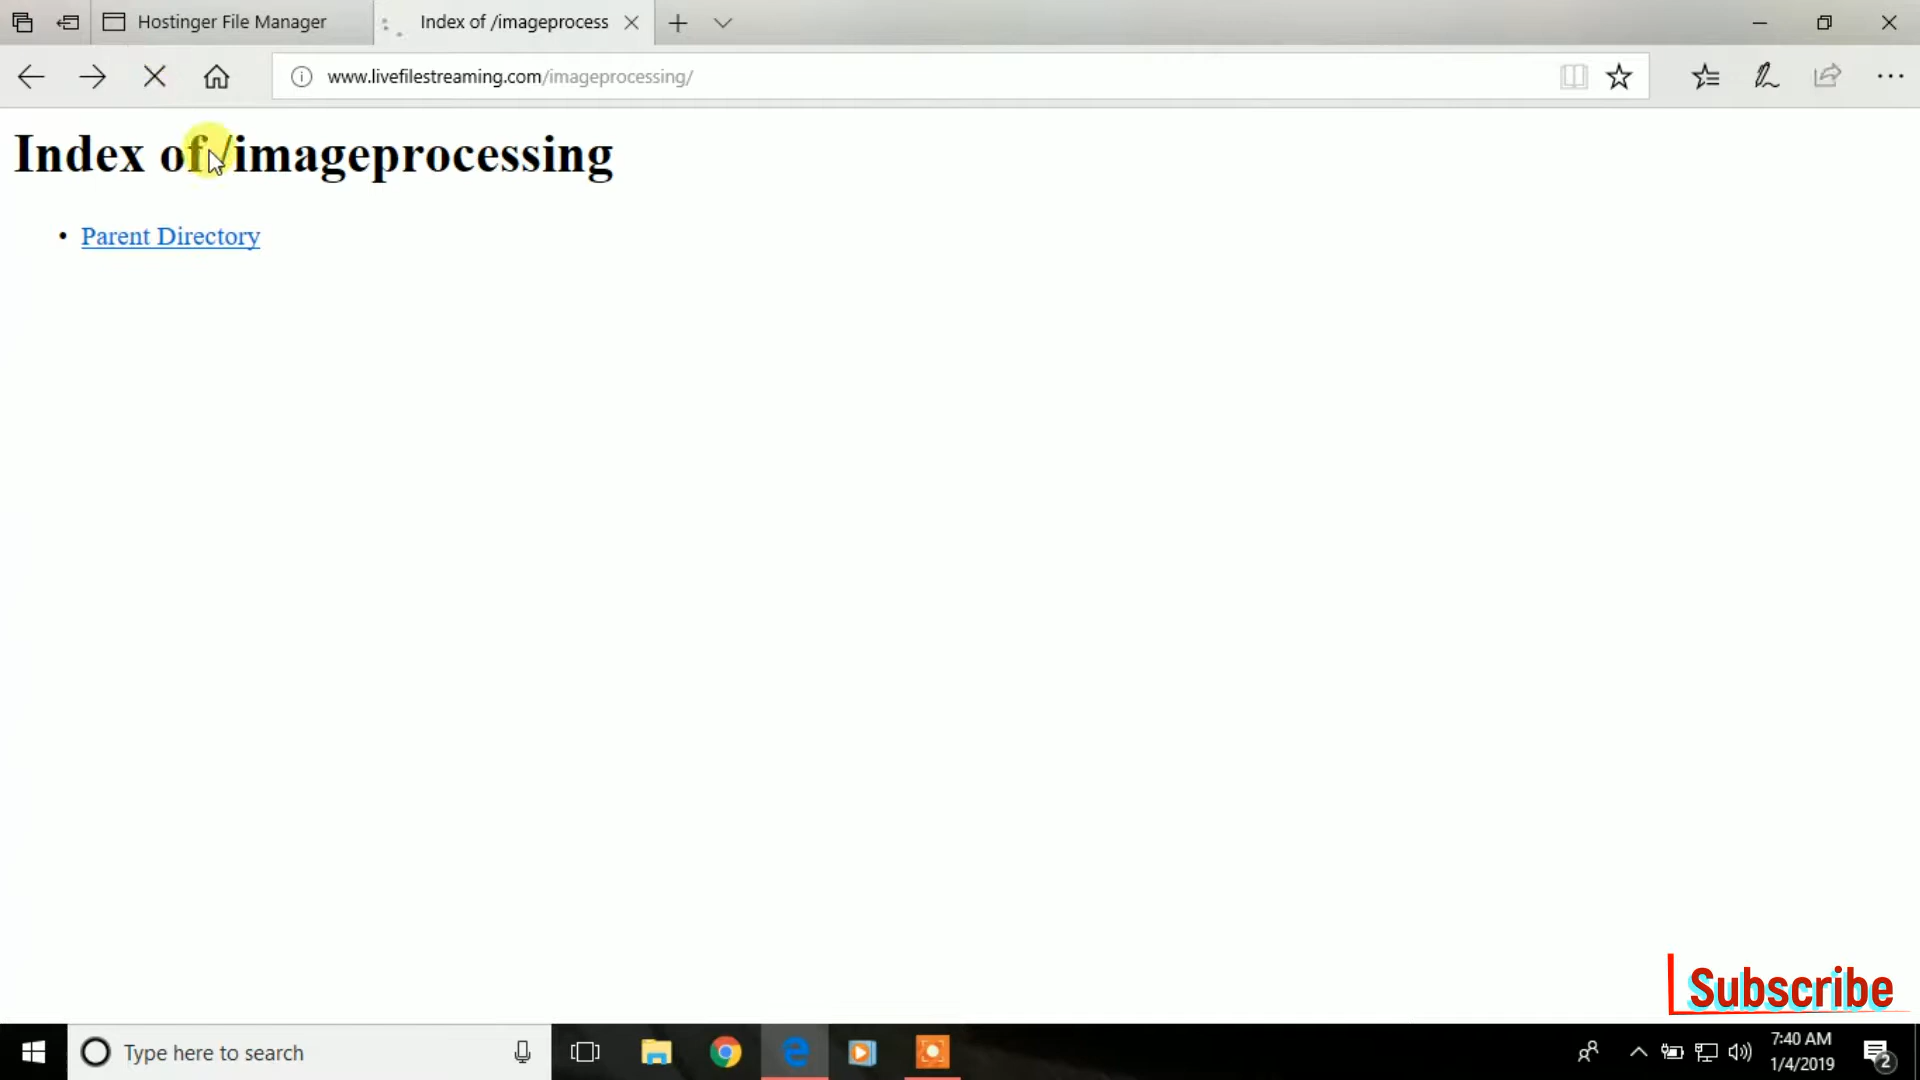 Hostinger File Manager
Index of /imageprocess
www.livefilestreaming.com/imageprocessing/
Index of /imageprocessing
Parent Directory
Subscribe
Type here to search
7:40 AM
1/4/2019
2